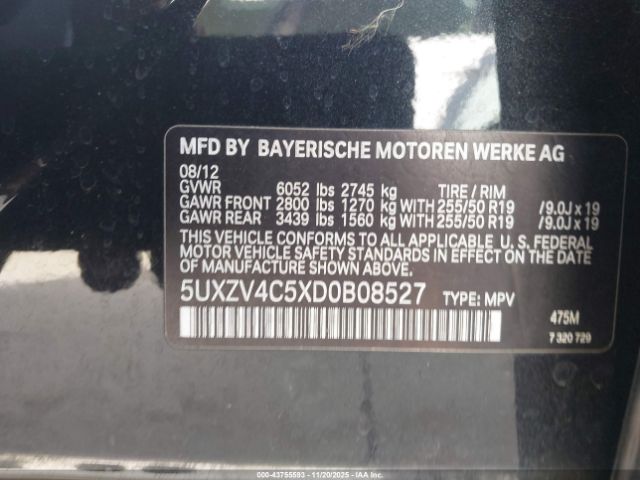 MFD BY BAYERISCHE MOTOREN WERKE AG
08/12
GVWR 6052 lbs 2745 kg TIRE / RIM
GAWR FRONT 2800 lbs 1270 kg WITH 255/50 R19 /9.0J x 19
GAWR REAR 3439 lbs 1560 kg WITH 255/50 R19 /9.0J x 19
THIS VEHICLE CONFORMS TO ALL APPLICABLE U. S. FEDERAL
MOTOR VEHICLE SAFETY STANDARDS IN EFFECT ON THE
DATE OF MANUFACTURE SHOWN ABOVE.
5UXZV4C5XD0B08527 TYPE: MPV
475M
7 320 729
© IAA - 43755593 - 11/20/2025 - IAAI.COM